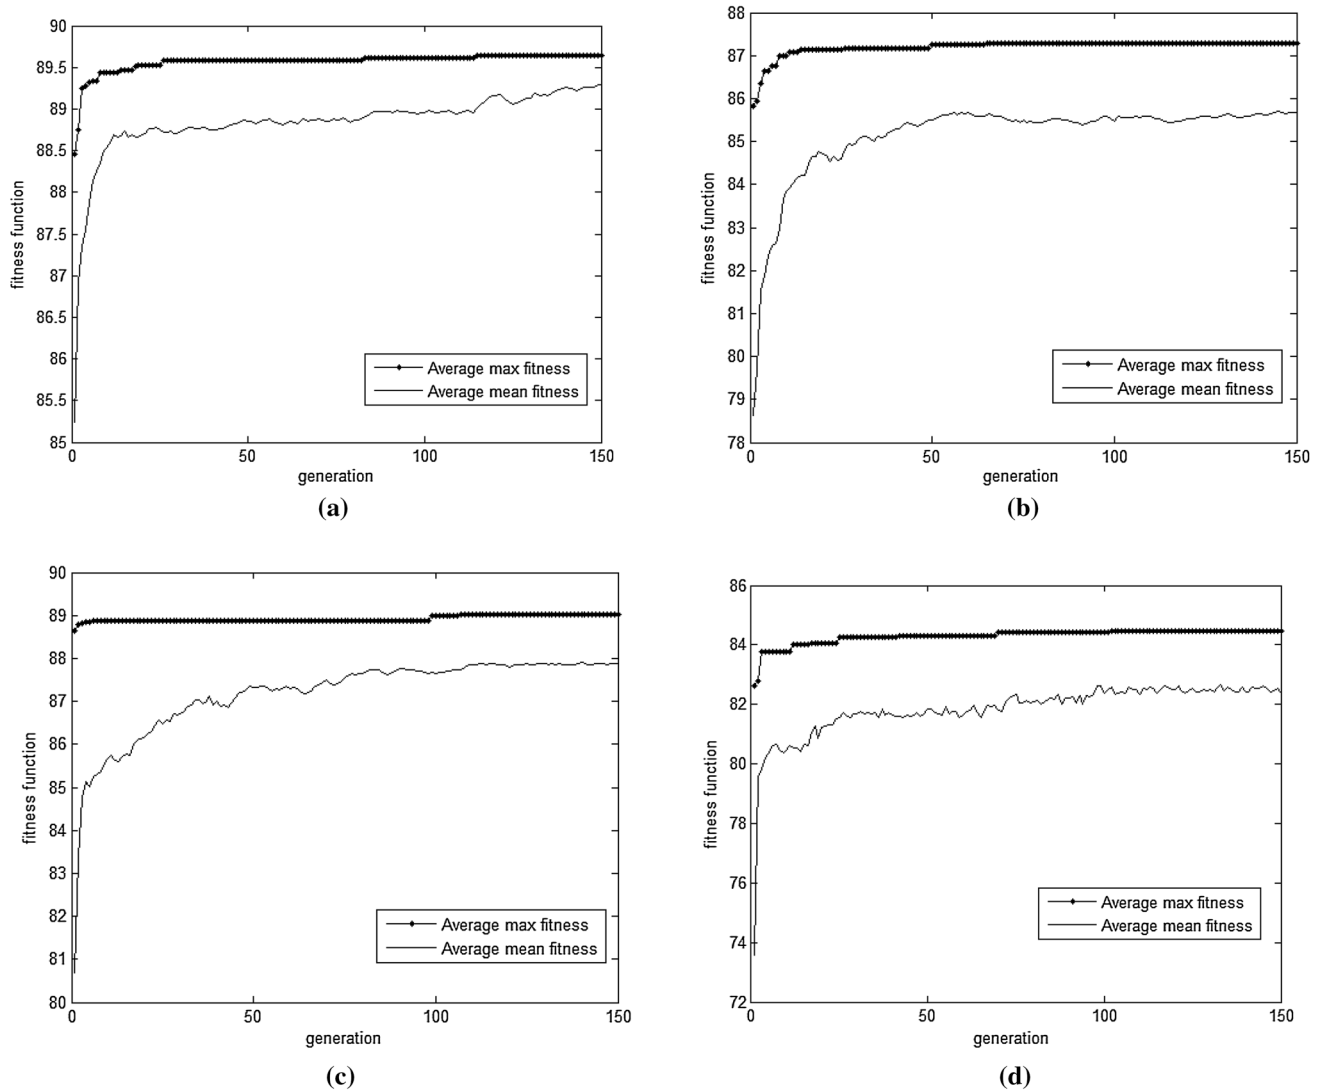 90
89.5
89
88.5
88
87.5
87
86.5
86
85.5
85
fitness function
Average max fitness
Average mean fitness
0 50 100 150
generation
(a)
88
87
86
85
84
83
82
81
80
79
78
fitness function
Average max fitness
Average mean fitness
0 50 100 150
generation
(b)
90
89
88
87
86
85
84
83
82
81
80
fitness function
Average max fitness
Average mean fitness
0 50 100 150
generation
(c)
86
84
82
80
78
76
74
72
fitness function
Average max fitness
Average mean fitness
0 50 100 150
generation
(d)